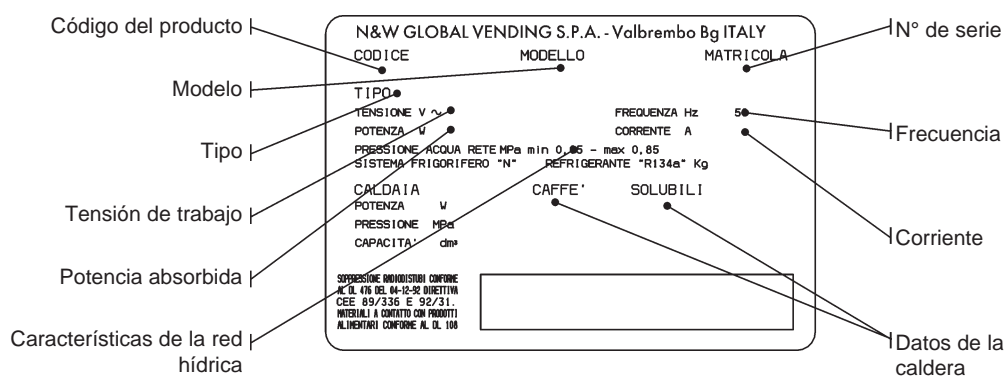 Código del producto
Modelo
Tipo
Tensión de trabajo
Potencia absorbida
Características de la red
hídrica
N&W GLOBAL VENDING S.P.A. - Valbrembo Bg ITALY
CODICE MODELLO MATRICOLA
TIPO
TENSIONE V ~ FREQUENZA Hz
POTENZA W CORRENTE A
PRESSIONE ACQUA RETE MPa min - max 0,85
SISTEMA FRIGORIFERO "N" REFRIGERANTE "R134a" Kg
CALDAIA CAFFE' SOLUBILI
POTENZA W
PRESSIONE MPa
CAPACITA' dm³
SOPPRESSIONE RADIODISTUBI CONFORME
AL DL 476 DEL 04-12-92 DIRETTIVA
CEE 89/336 E 92/31.
MATERIALI A CONTATTO CON PRODOTTI
ALIMENTARI CONFORME AL DL 108
N° de serie
Frecuencia
Corriente
Datos de la
caldera